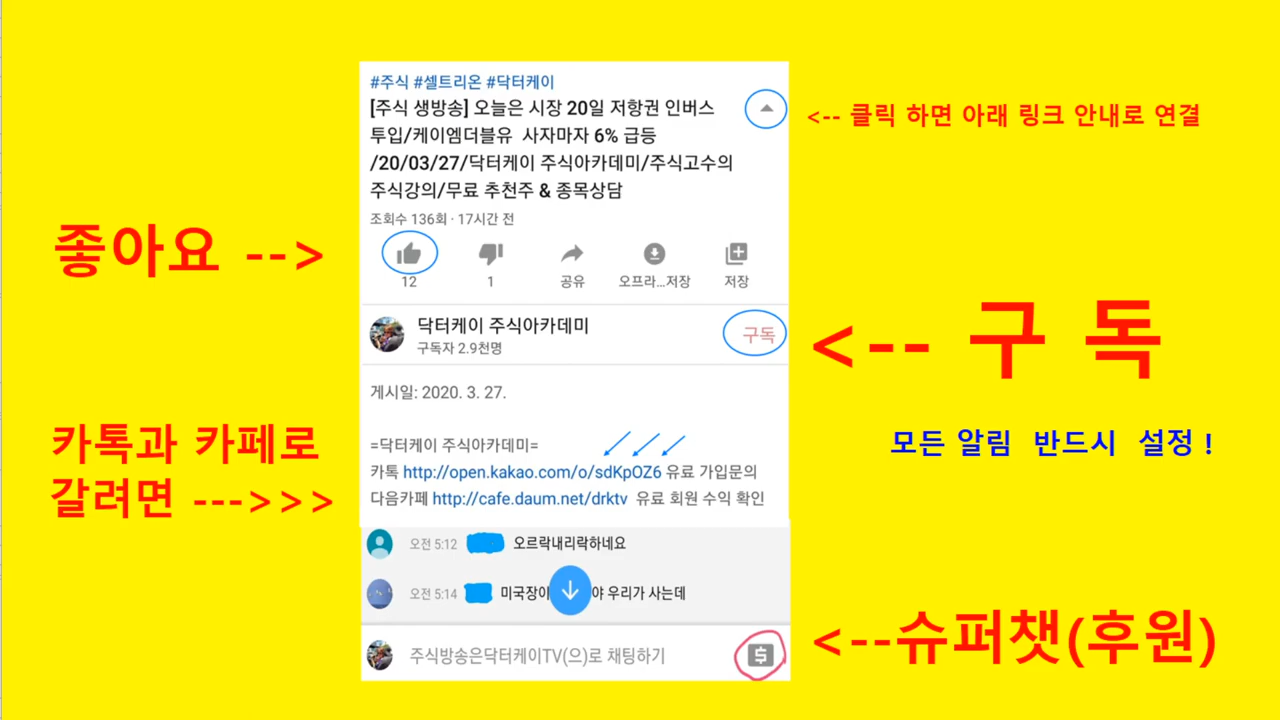 #주식 #셀트리온 #닥터케이
[주식 생방송] 오늘은 시장 20일 저항권 인버스
투입/케이엠더블유 사자마자 6% 급등
/20/03/27/닥터케이 주식아카데미/주식고수의
주식강의/무료 추천주 & 종목상담
<-- 클릭 하면 아래 링크 안내로 연결
조회수 136회 · 17시간 전
좋아요 -->
12
1
공유
오프라...저장
저장
닥터케이 주식아카데미
구독자 2.9천명
구독
<-- 구 독
게시일: 2020. 3. 27.
모든 알림 반드시 설정 !
카톡과 카페로
갈려면 --->>>
=닥터케이 주식아카데미=
카톡 http://open.kakao.com/o/sdKpOZ6 유료 가입문의
다음카페 http://cafe.daum.net/drktv 유료 회원 수익 확인
오전 5:12 오르락내리락하네요
오전 5:14 미국장이 야 우리가 사는데
주식방송은닥터케이TV(으)로 채팅하기
<--슈퍼챗(후원)